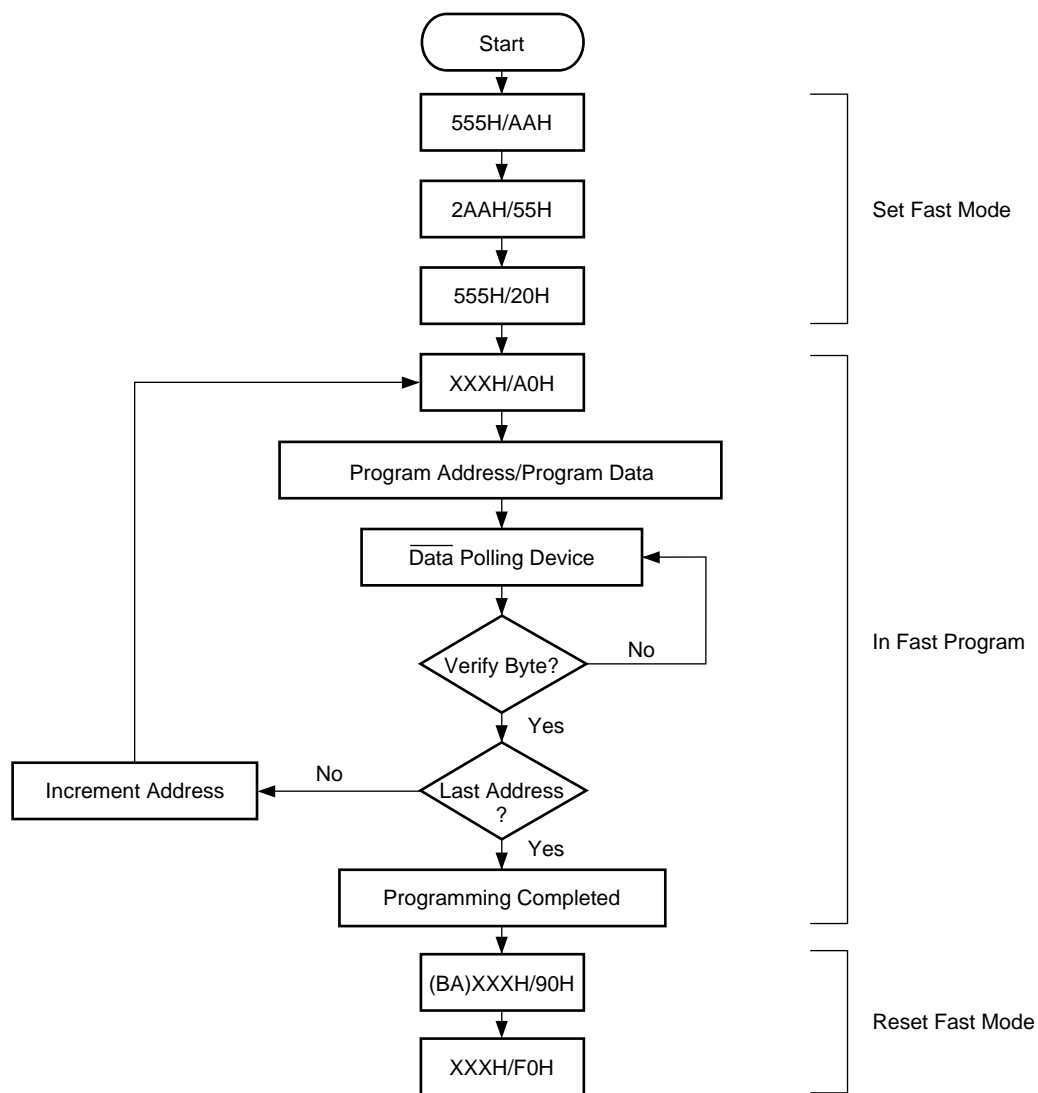 Start
555H/AAH
2AAH/55H
Set Fast Mode
555H/20H
XXXH/A0H
Program Address/Program Data
Data Polling Device
In Fast Program
Verify Byte?
No
Yes
Increment Address
No
Last Address
?
Yes
Programming Completed
(BA)XXXH/90H
Reset Fast Mode
XXXH/F0H